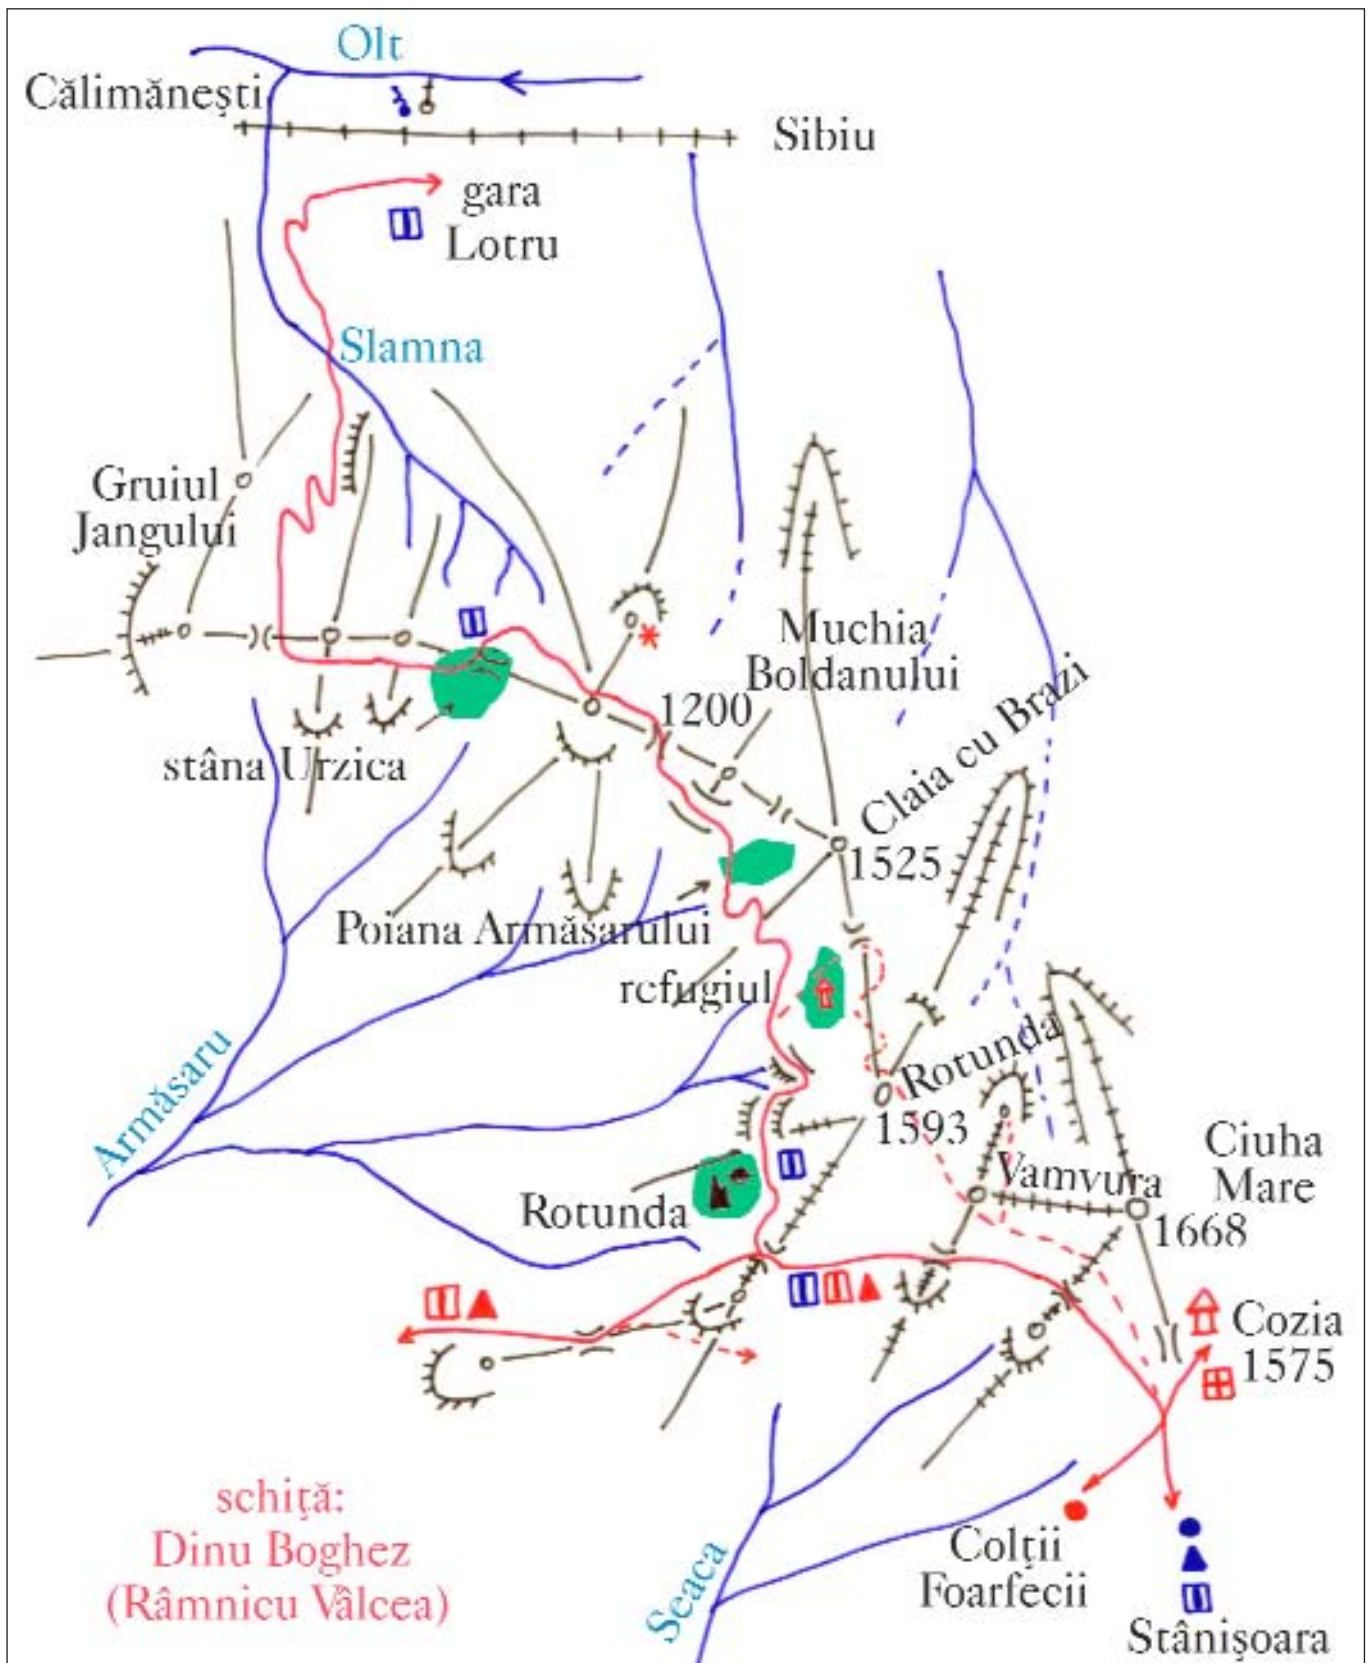 Olt
Călimănești
Sibiu
gara
Lotru
Slamna
Gruiul
Jangului
Muchia
Boldanului
1200
stâna Urzica
Claia cu Brazi
1525
Poiana Armăsarului
refugiul
Armăsaru
Rotunda
1593
Ciuha
Mare
Vamvura
1668
Rotunda
Cozia
1575
schiță:
Dinu Boghez
(Râmnicu Vâlcea)
Seaca
Colții
Foarfecii
Stânișoara